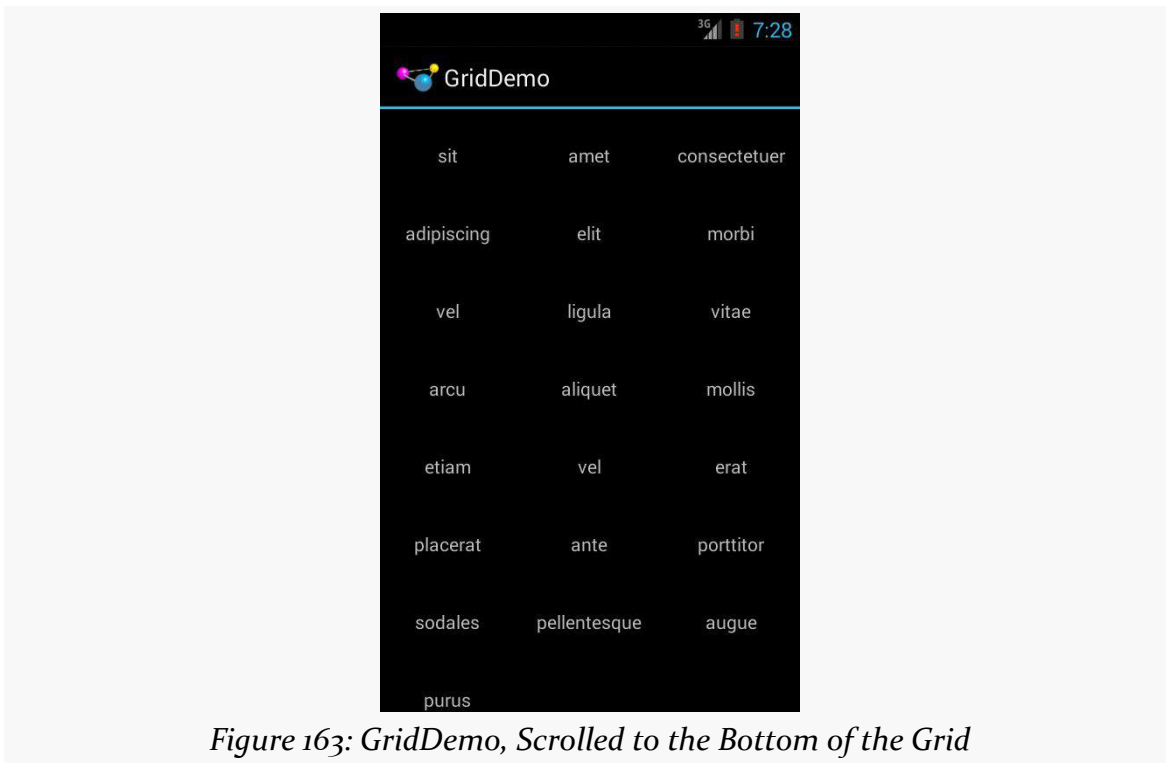 3G 7:28
GridDemo
sit amet consectetuer
adipiscing elit morbi
vel ligula vitae
arcu aliquet mollis
etiam vel erat
placerat ante porttitor
sodales pellentesque augue
purus
Figure 163: GridDemo, Scrolled to the Bottom of the Grid